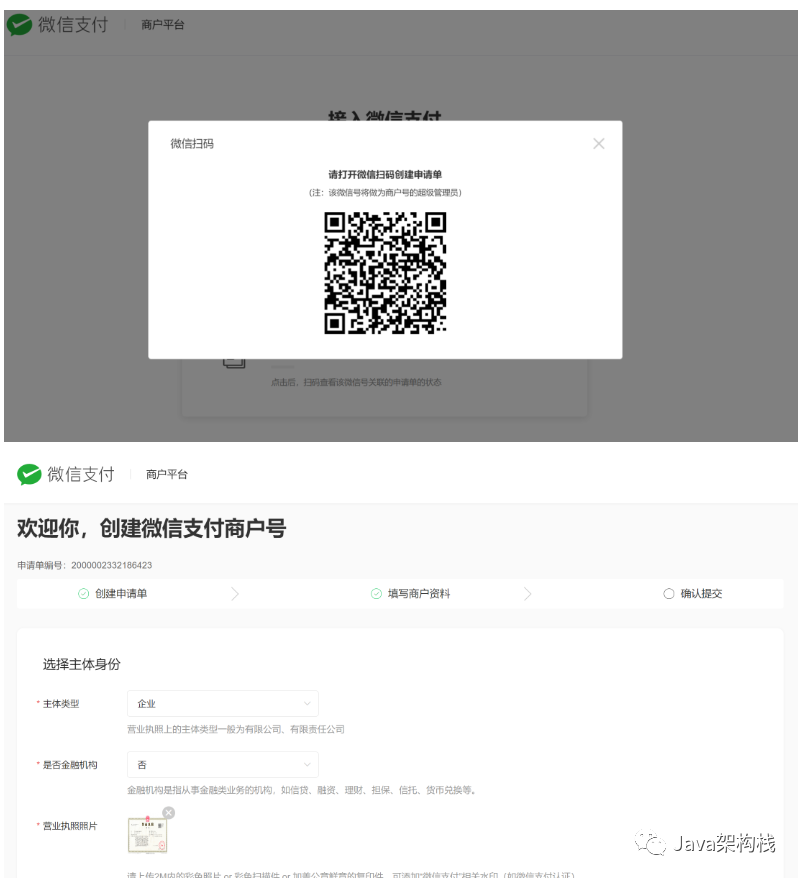 微信支付 商户平台
接入微信支付
微信扫码
请打开微信扫码创建申请单
(注：该微信号将做为商户号的超级管理员)
点击后，扫码查看该微信号关联的申请单的状态
微信支付 商户平台
欢迎你，创建微信支付商户号
申请单编号：2000002332186423
创建申请单 填写商户资料 确认提交
选择主体身份
* 主体类型 企业
营业执照上的主体类型一般为有限公司、有限责任公司
* 是否金融机构 否
金融机构是指从事金融类业务的机构，如信贷、融资、理财、担保、信托、货币兑换等。
* 营业执照照片
Java架构栈
请上传2M内的彩色照片 or 彩色扫描件 or 加盖公章鲜章的复印件，可添加“微信支付”相关水印（如微信支付认证）